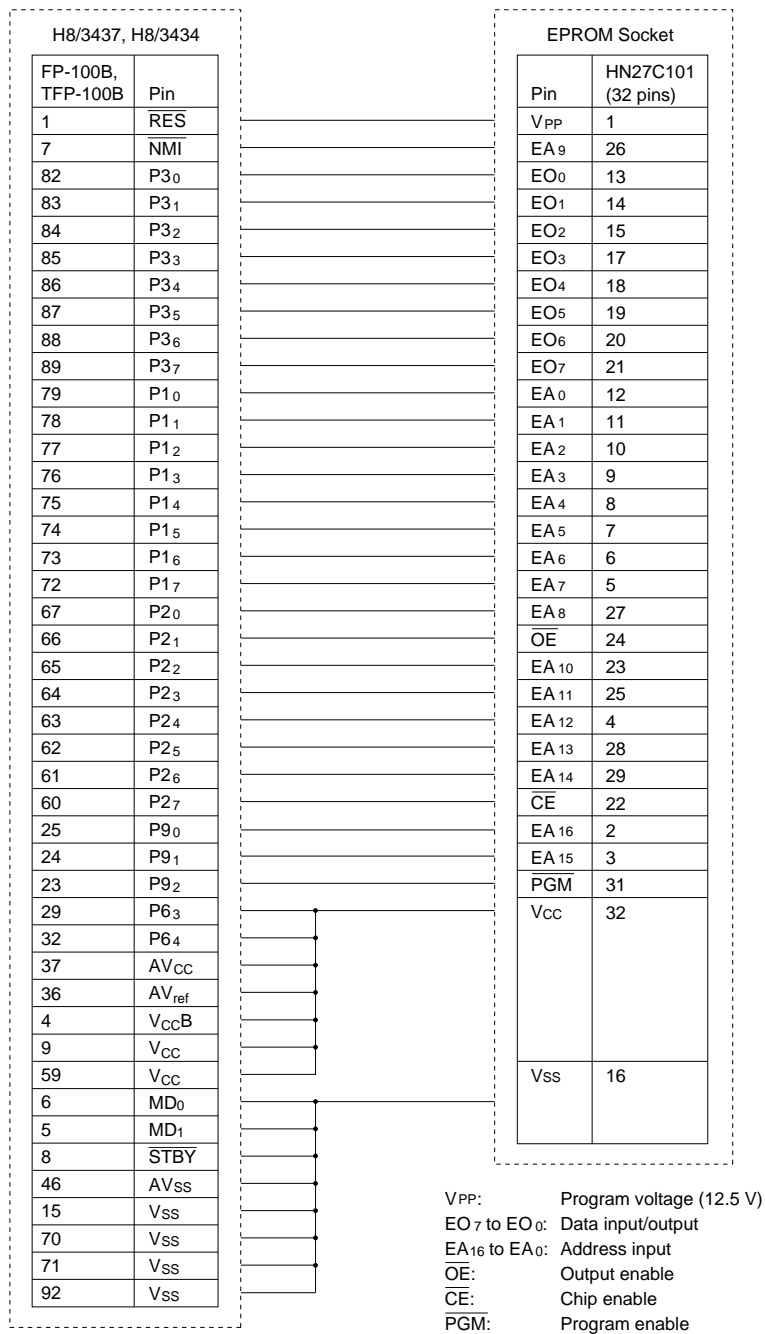 H8/3437, H8/3434 EPROM Socket
FP-100B, TFP-100B Pin Pin HN27C101 (32 pins)
1 R̅E̅S̅ VPP 1
7 N̅M̅I̅ EA9 26
82 P30 EO0 13
83 P31 EO1 14
84 P32 EO2 15
85 P33 EO3 17
86 P34 EO4 18
87 P35 EO5 19
88 P36 EO6 20
89 P37 EO7 21
79 P10 EA0 12
78 P11 EA1 11
77 P12 EA2 10
76 P13 EA3 9
75 P14 EA4 8
74 P15 EA5 7
73 P16 EA6 6
72 P17 EA7 5
67 P20 EA8 27
66 P21 O̅E̅ 24
65 P22 EA10 23
64 P23 EA11 25
63 P24 EA12 4
62 P25 EA13 28
61 P26 EA14 29
60 P27 C̅E̅ 22
25 P90 EA16 2
24 P91 EA15 3
23 P92 P̅G̅M̅ 31
29 P63 VCC 32
32 P64
37 AVCC
36 AVref
4 VCCB
9 VCC
59 VCC VSS 16
6 MD0
5 MD1
8 S̅T̅B̅Y̅
46 AVSS
15 VSS
70 VSS
71 VSS
92 VSS
VPP: Program voltage (12.5 V)
EO7 to EO0: Data input/output
EA16 to EA0: Address input
O̅E̅: Output enable
C̅E̅: Chip enable
P̅G̅M̅: Program enable